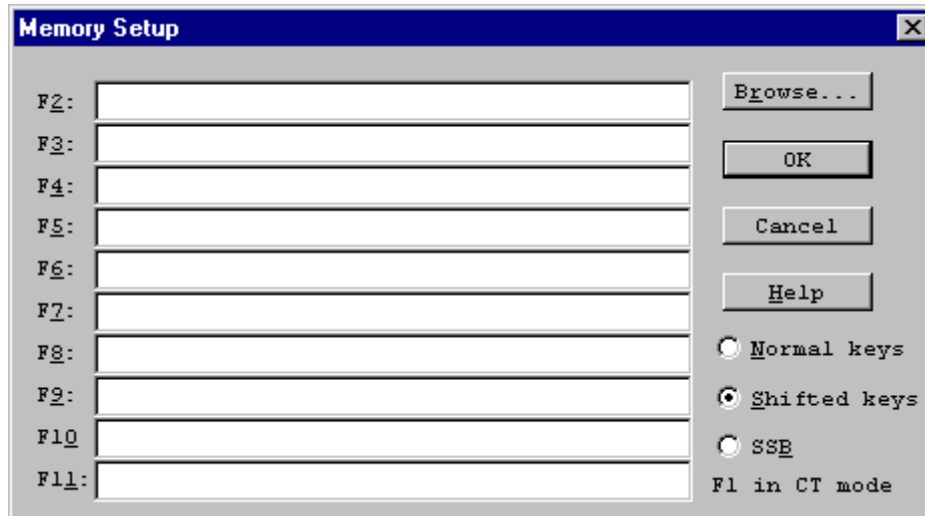 Memory Setup
F2:
F3:
F4:
F5:
F6:
F7:
F8:
F9:
F10
F11:
Browse...
OK
Cancel
Help
Normal keys
Shifted keys
SSB
F1 in CT mode